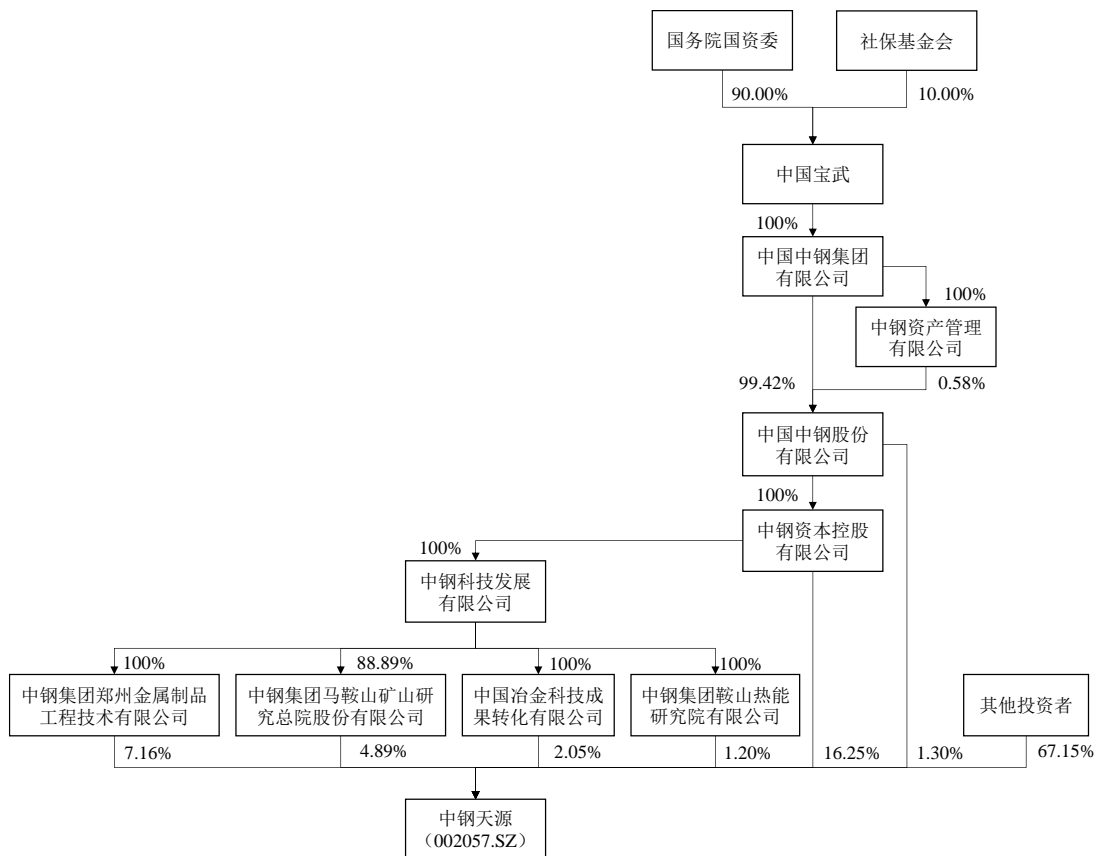 国务院国资委
社保基金会
90.00%
10.00%
中国宝武
100%
中国中钢集团
有限公司
100%
中钢资产管理
有限公司
99.42%
0.58%
中国中钢股份
有限公司
100%
中钢资本控股
有限公司
100%
中钢科技发展
有限公司
100%
88.89%
100%
100%
中钢集团郑州金属制品
工程技术有限公司
中钢集团马鞍山矿山研
究总院股份有限公司
中国冶金科技成
果转化有限公司
中钢集团鞍山热能
研究院有限公司
其他投资者
7.16%
4.89%
2.05%
1.20%
16.25%
1.30%
67.15%
中钢天源
（002057.SZ）